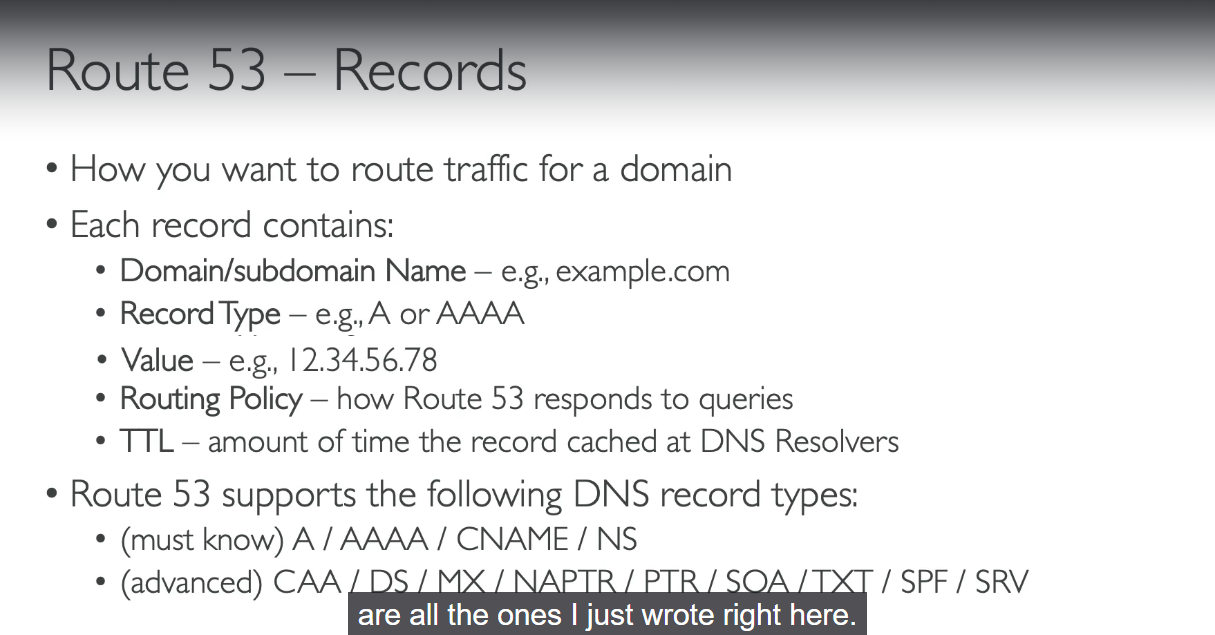 Route 53 – Records
• How you want to route traffic for a domain
• Each record contains:
• Domain/subdomain Name – e.g., example.com
• Record Type – e.g., A or AAAA
• Value – e.g., 12.34.56.78
• Routing Policy – how Route 53 responds to queries
• TTL – amount of time the record cached at DNS Resolvers
• Route 53 supports the following DNS record types:
• (must know) A / AAAA / CNAME / NS
• (advanced) CAA / DS / MX / NAPTR / PTR / SOA / TXT / SPF / SRV
are all the ones I just wrote right here.